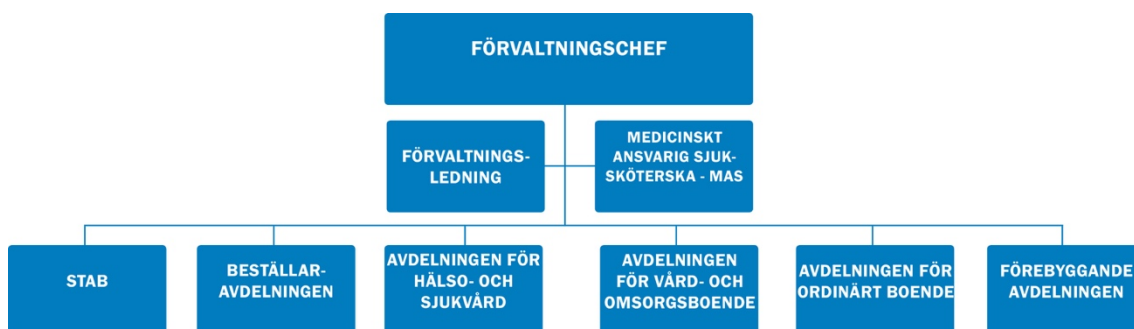 FÖRVALTNINGSCHEF
FÖRVALTNINGS-
LEDNING
MEDICINSKT
ANSVARIG SJUK-
SKÖTERSKA - MAS
STAB
BESTÄLLAR-
AVDELNINGEN
AVDELNINGEN FÖR
HÄLSO- OCH
SJUKVÅRD
AVDELNINGEN
FÖR VÅRD- OCH
OMSORGSBOENDE
AVDELNINGEN FÖR
ORDINÄRT BOENDE
FÖREBYGGANDE
AVDELNINGEN